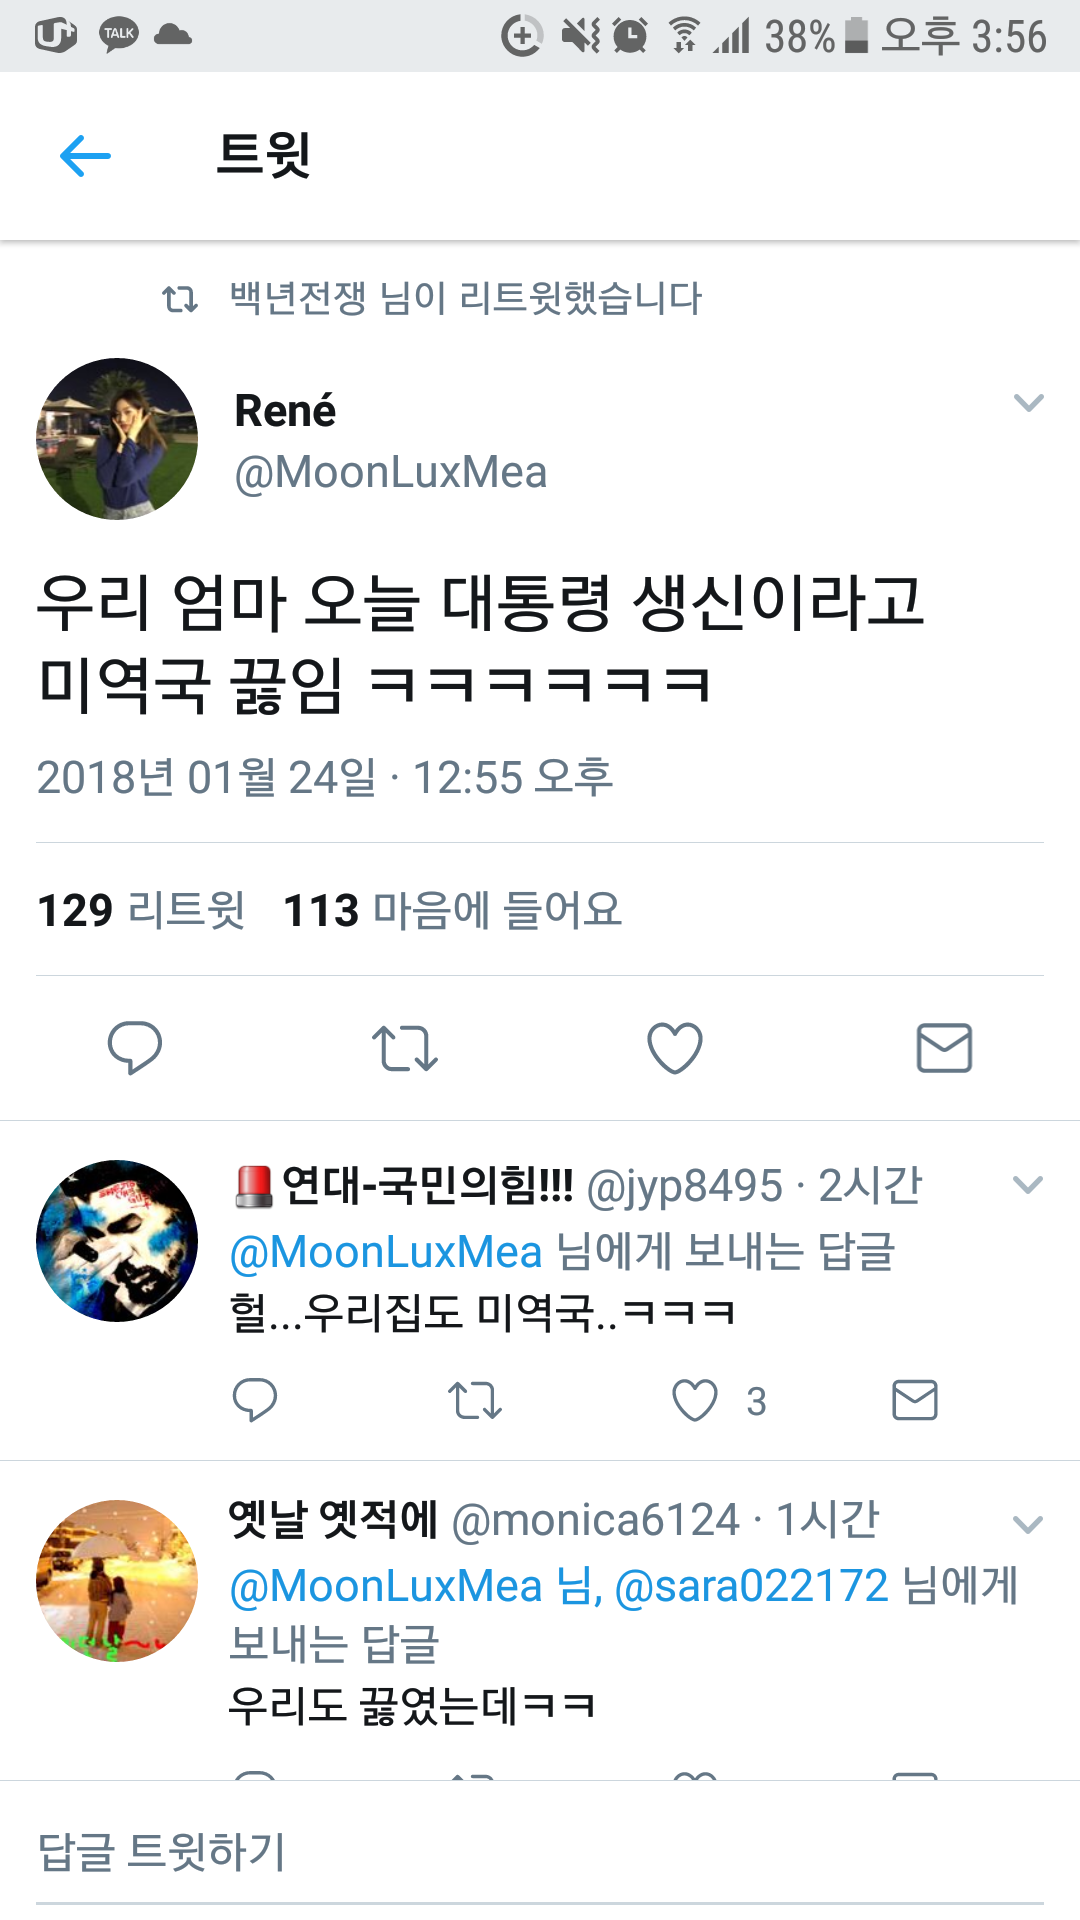 U+ TALK 38% 오후 3:56
트윗
백년전쟁 님이 리트윗했습니다
René
@MoonLuxMea
우리 엄마 오늘 대통령 생신이라고
미역국 끓임 ㅋㅋㅋㅋㅋㅋ
2018년 01월 24일 · 12:55 오후
129 리트윗 113 마음에 들어요
🚨연대-국민의힘!!! @jyp8495 · 2시간
@MoonLuxMea 님에게 보내는 답글
헐...우리집도 미역국..ㅋㅋㅋ
3
옛날 옛적에 @monica6124 · 1시간
@MoonLuxMea 님, @sara022172 님에게
보내는 답글
우리도 끓였는데ㅋㅋ
답글 트윗하기